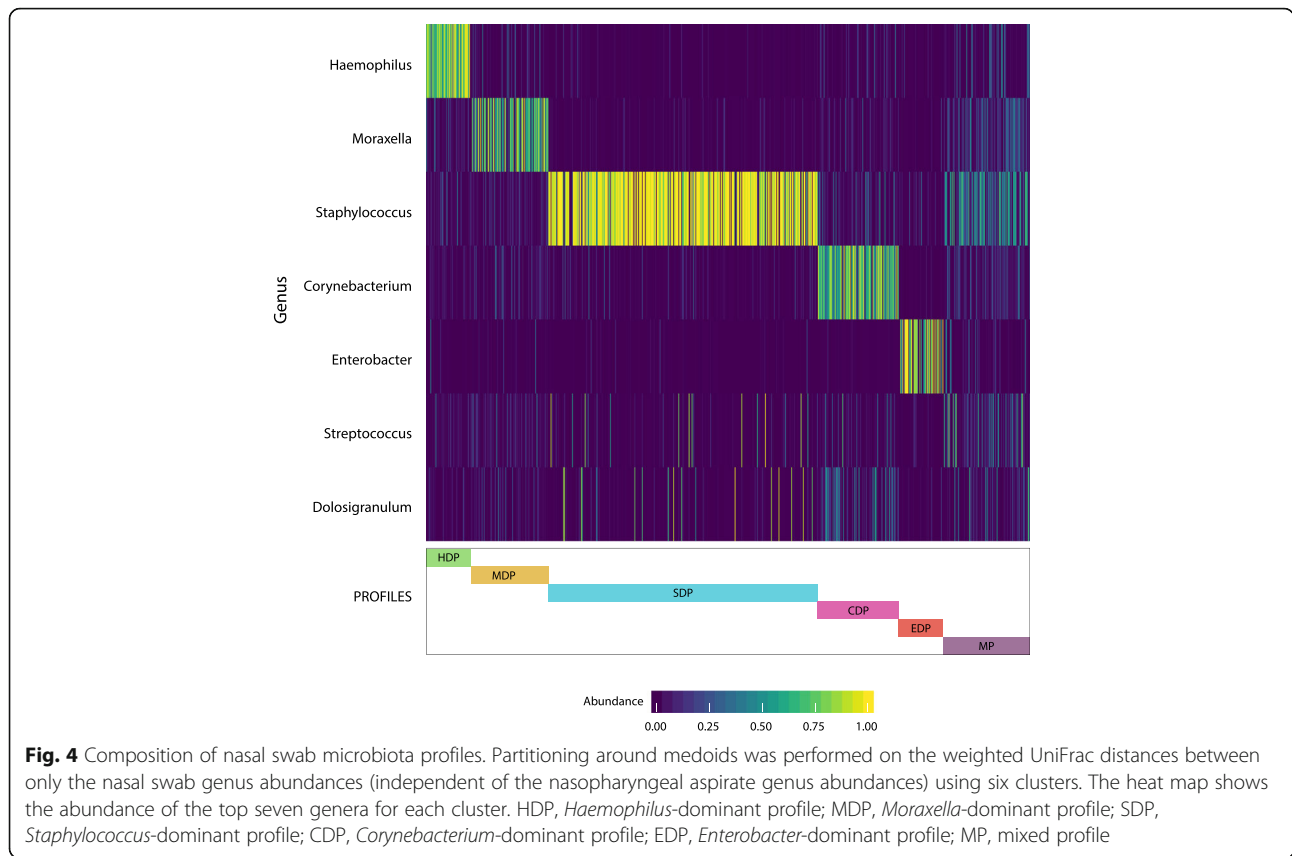 Genus
Haemophilus
Moraxella
Staphylococcus
Corynebacterium
Enterobacter
Streptococcus
Dolosigranulum
PROFILES
HDP
MDP
SDP
CDP
EDP
MP
Abundance
0.00 0.25 0.50 0.75 1.00
Fig. 4 Composition of nasal swab microbiota profiles. Partitioning around medoids was performed on the weighted UniFrac distances between
only the nasal swab genus abundances (independent of the nasopharyngeal aspirate genus abundances) using six clusters. The heat map shows
the abundance of the top seven genera for each cluster. HDP, Haemophilus-dominant profile; MDP, Moraxella-dominant profile; SDP,
Staphylococcus-dominant profile; CDP, Corynebacterium-dominant profile; EDP, Enterobacter-dominant profile; MP, mixed profile